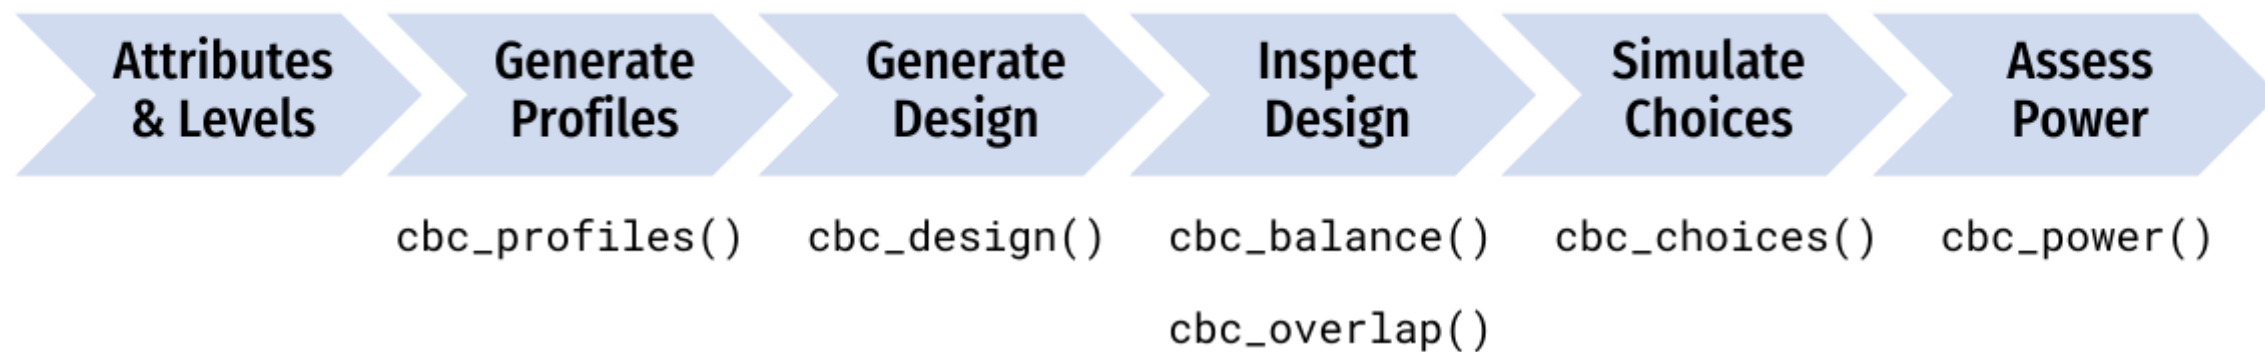 Attributes
& Levels
Generate
Profiles
Generate
Design
Inspect
Design
Simulate
Choices
Assess
Power
cbc_profiles()
cbc_design()
cbc_balance()
cbc_choices()
cbc_power()
cbc_overlap()